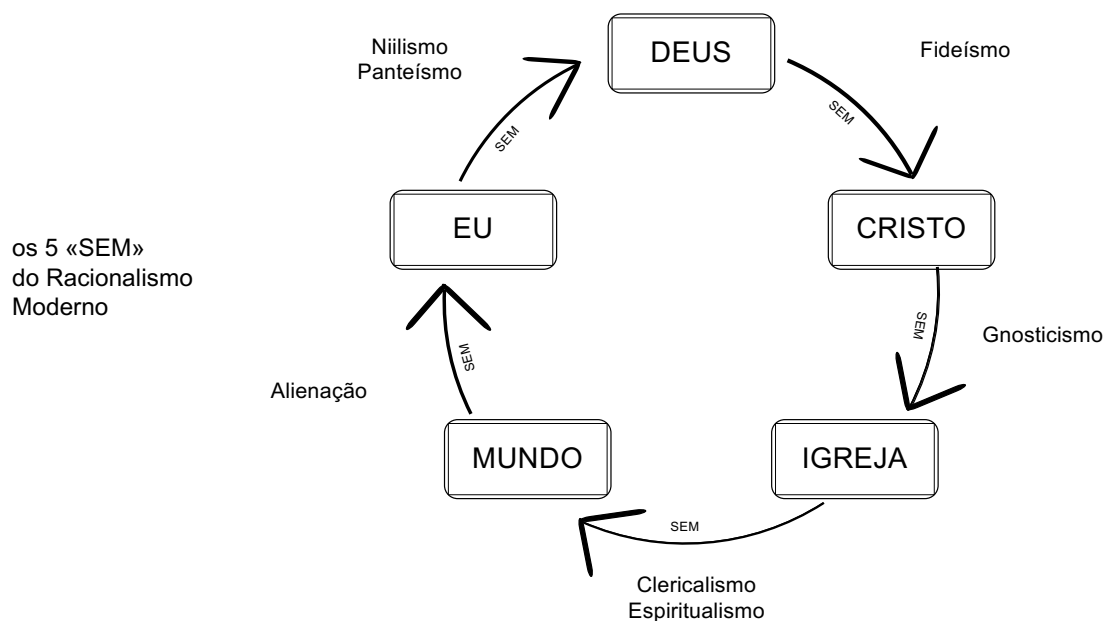 Niilismo
Panteísmo
DEUS
Fideísmo
SEM
SEM
EU
CRISTO
os 5 «SEM»
do Racionalismo
Moderno
SEM
SEM
Gnosticismo
Alienação
MUNDO
IGREJA
SEM
Clericalismo
Espiritualismo